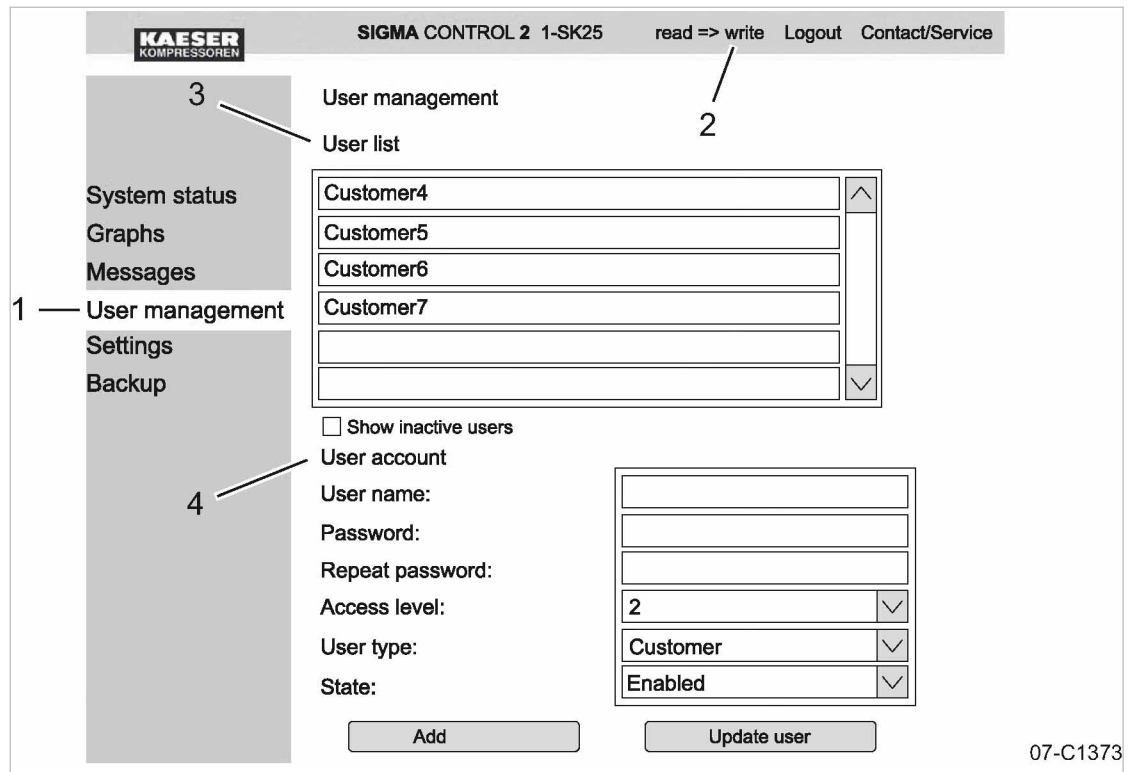 KAESER
KOMPRESSOREN
SIGMA CONTROL 2 1-SK25 read => write Logout Contact/Service
3
User management
2
User list
System status
Graphs
Messages
1 User management
Settings
Backup
Customer4
Customer5
Customer6
Customer7
Show inactive users
User account
4
User name:
Password:
Repeat password:
Access level: 2
User type: Customer
State: Enabled
Add Update user
07-C1373